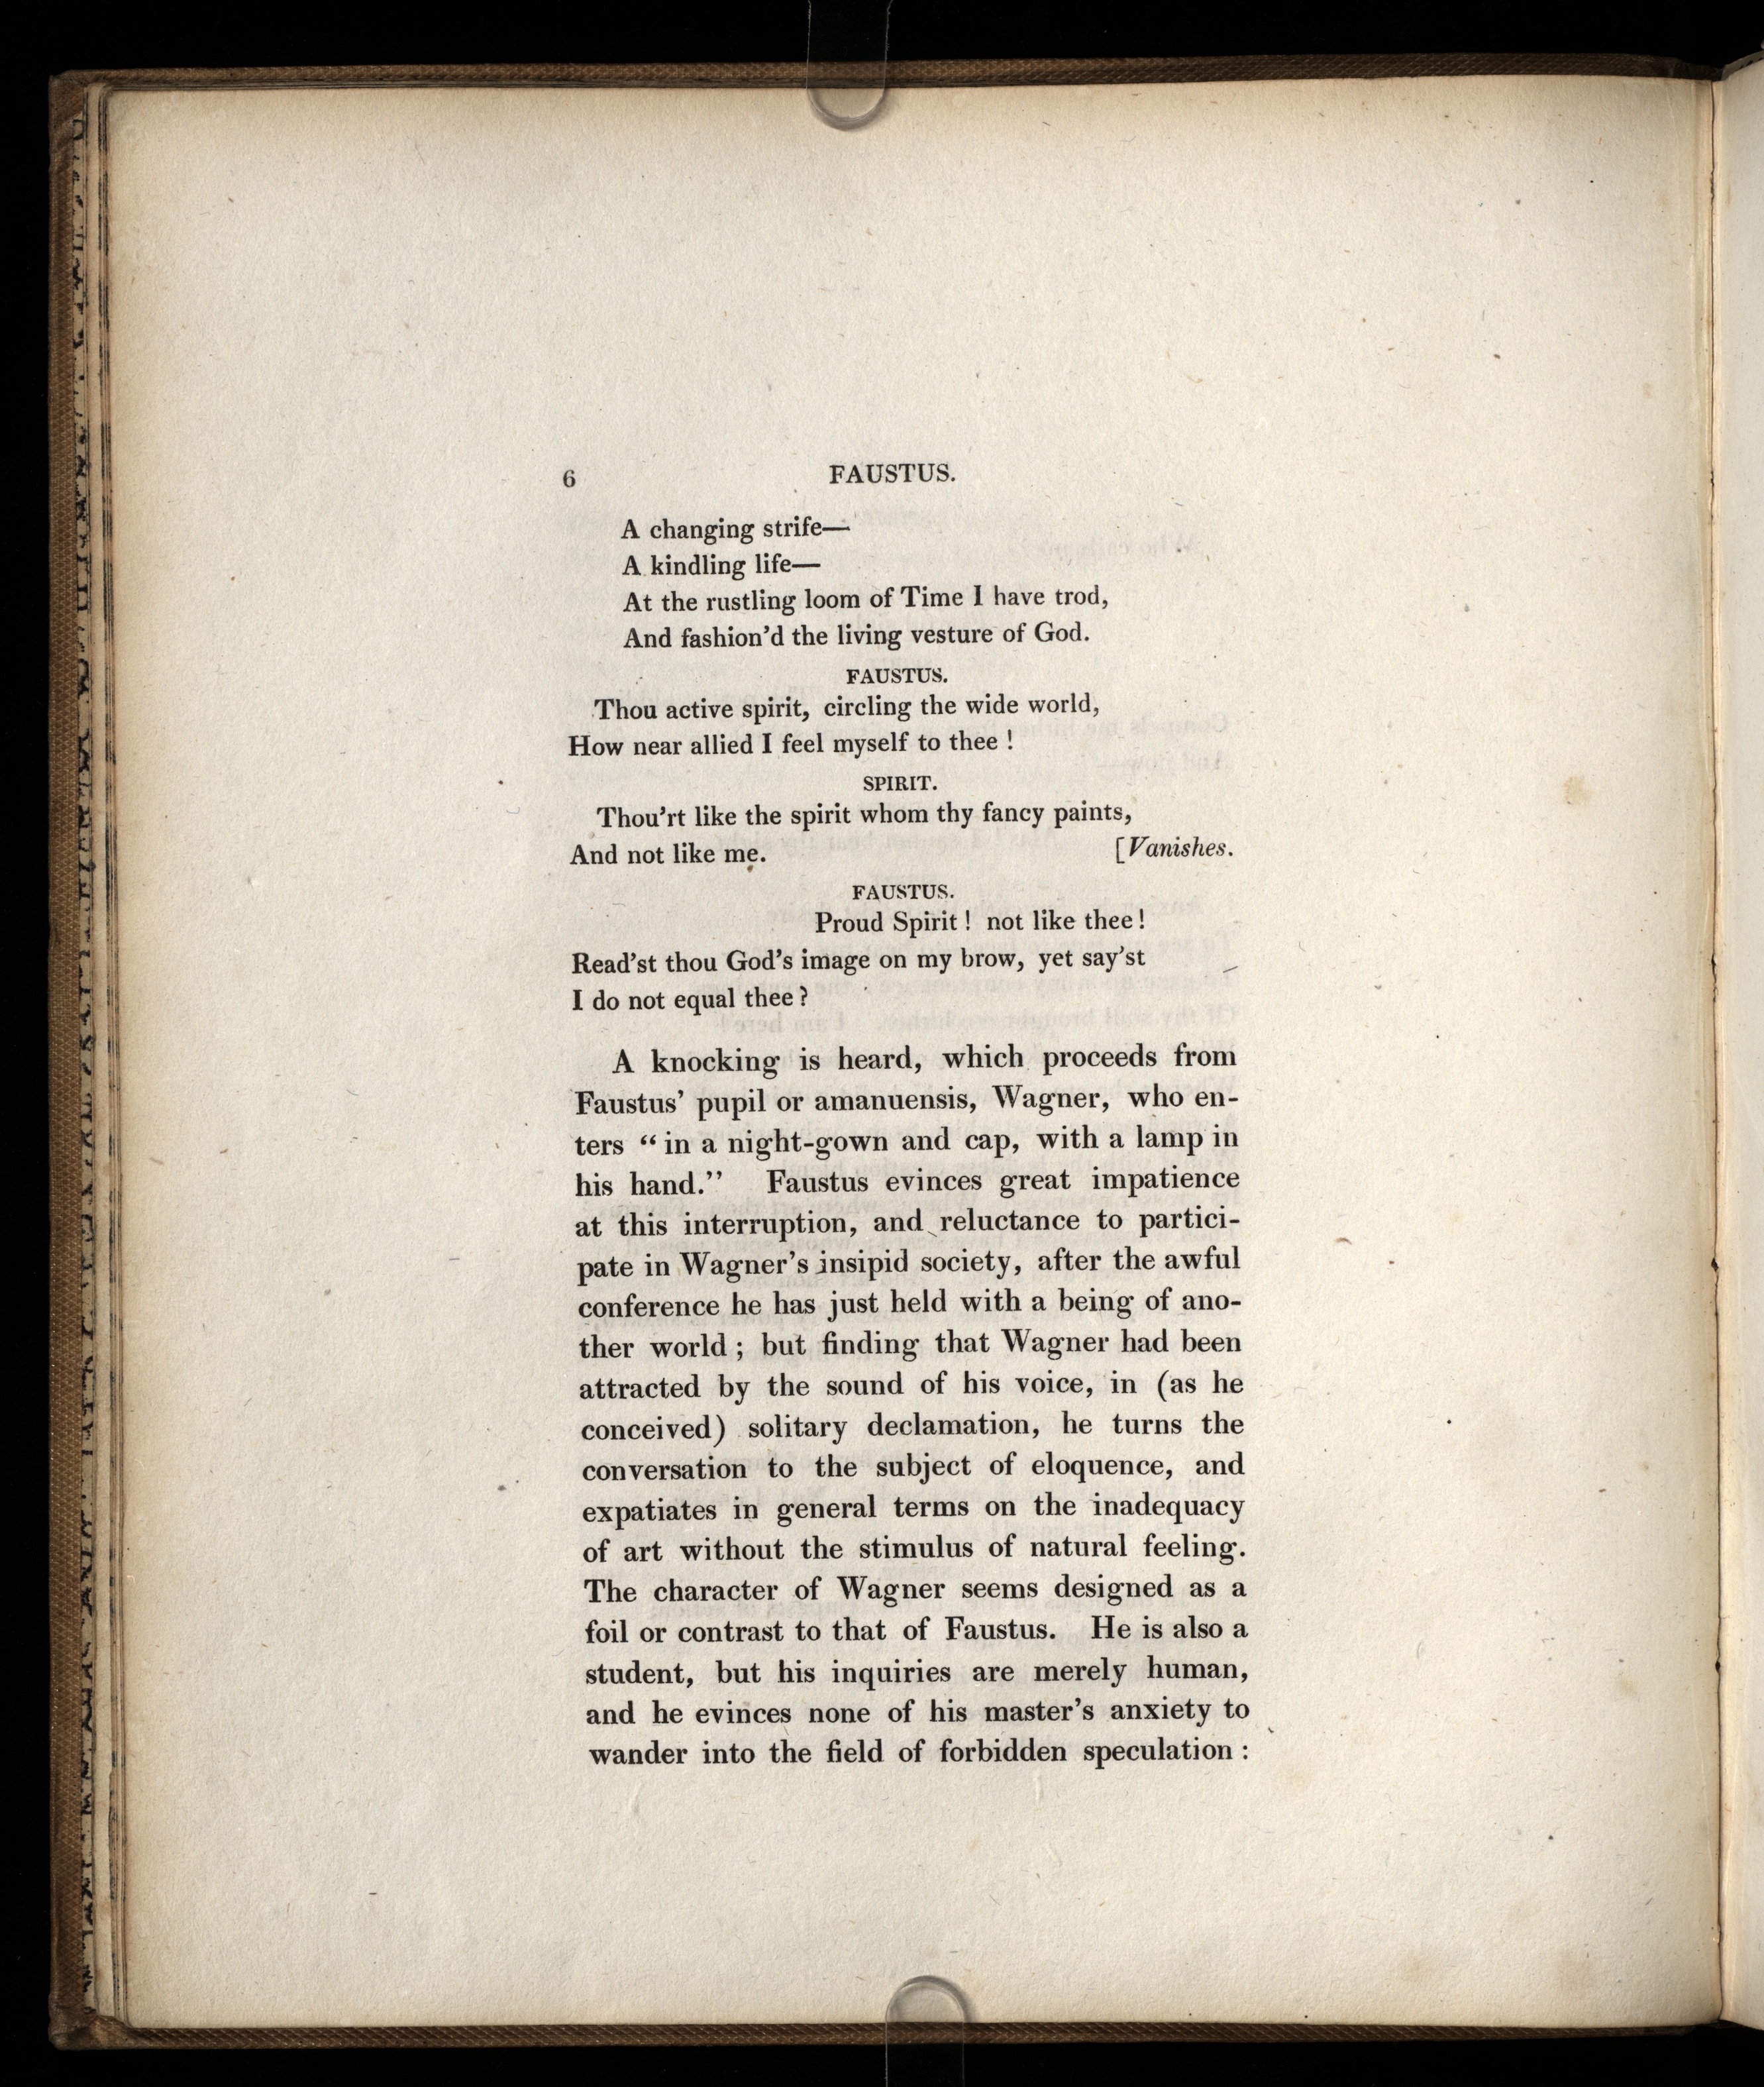 6 FAUSTUS.
A changing strife—
A kindling life—
At the rustling loom of Time I have trod,
And fashion'd the living vesture of God.
FAUSTUS.
Thou active spirit, circling the wide world,
How near allied I feel myself to thee !
SPIRIT.
Thou'rt like the spirit whom thy fancy paints,
And not like me. [Vanishes.
FAUSTUS.
Proud Spirit ! not like thee !
Read'st thou God's image on my brow, yet say'st
I do not equal thee ?
A knocking is heard, which proceeds from
Faustus' pupil or amanuensis, Wagner, who en-
ters “ in a night-gown and cap, with a lamp in
his hand.” Faustus evinces great impatience
at this interruption, and reluctance to partici-
pate in Wagner's insipid society, after the awful
conference he has just held with a being of ano-
ther world ; but finding that Wagner had been
attracted by the sound of his voice, in (as he
conceived) solitary declamation, he turns the
conversation to the subject of eloquence, and
expatiates in general terms on the inadequacy
of art without the stimulus of natural feeling.
The character of Wagner seems designed as a
foil or contrast to that of Faustus. He is also a
student, but his inquiries are merely human,
and he evinces none of his master's anxiety to
wander into the field of forbidden speculation :